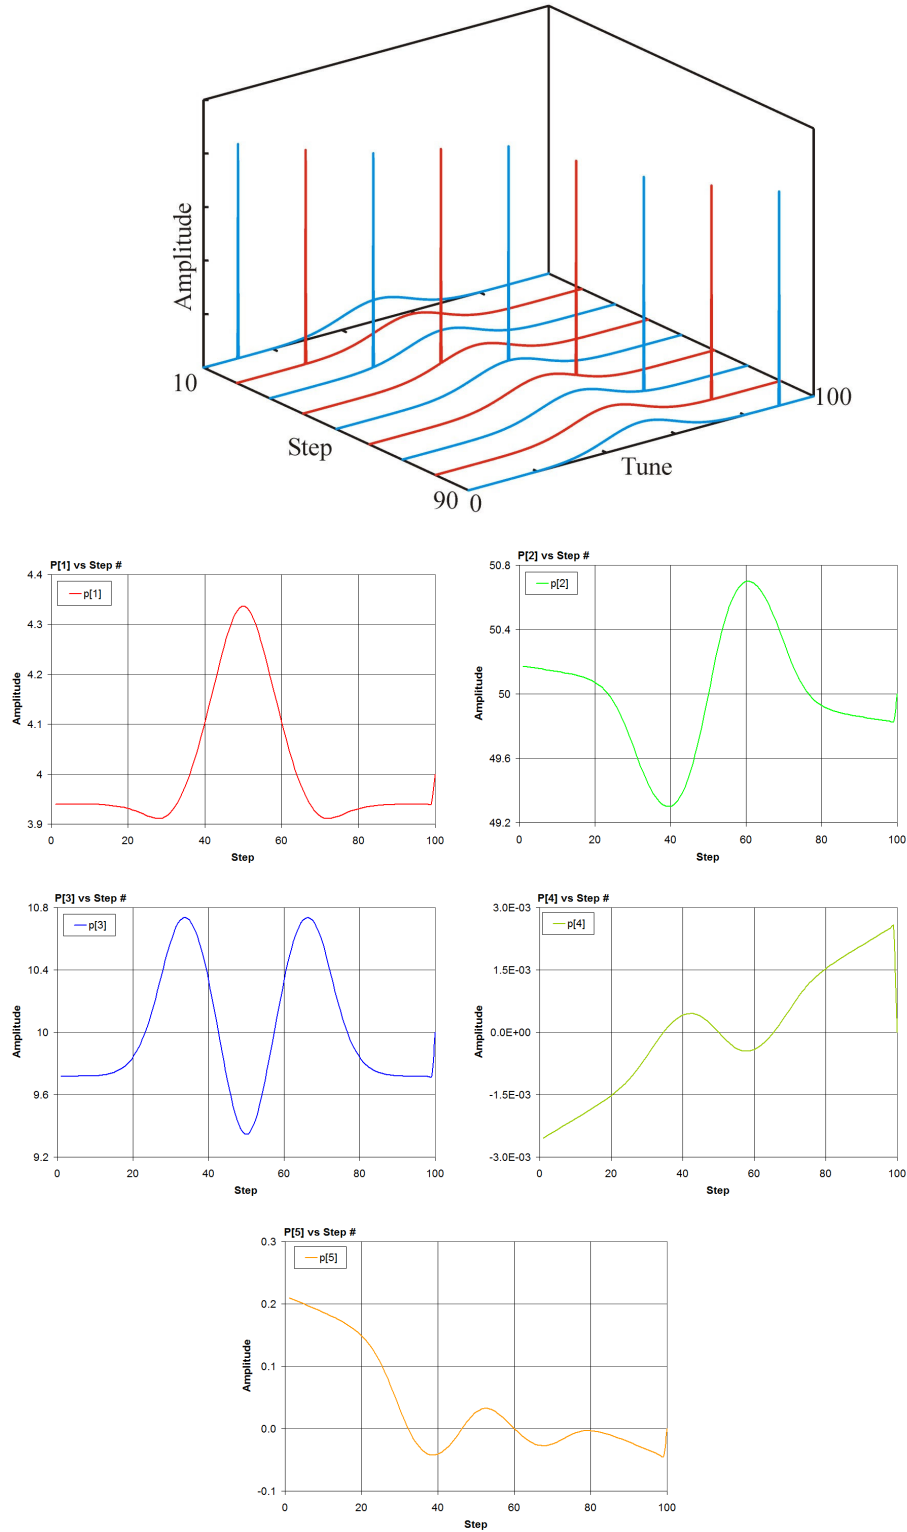 Amplitude
10
Step
90
0
Tune
100
P[1] vs Step #
p[1]
4.4
4.3
4.2
4.1
4
3.9
Amplitude
0
20
40
60
80
100
Step
P[2] vs Step #
p[2]
50.8
50.4
50
49.6
49.2
Amplitude
0
20
40
60
80
100
Step
P[3] vs Step #
p[3]
10.8
10.4
10
9.6
9.2
Amplitude
0
20
40
60
80
100
Step
P[4] vs Step #
p[4]
3.0E-03
1.5E-03
0.0E+00
-1.5E-03
-3.0E-03
Amplitude
0
20
40
60
80
100
Step
P[5] vs Step #
p[5]
0.3
0.2
0.1
0.0
-0.1
Amplitude
0
20
40
60
80
100
Step